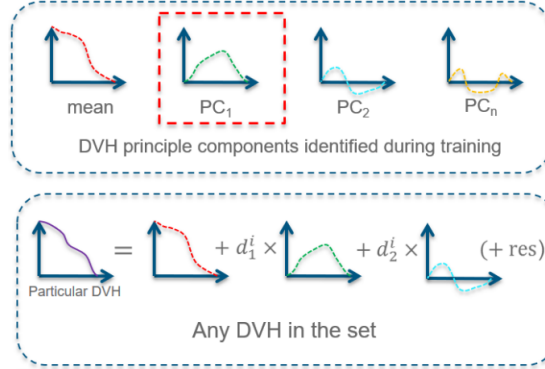 mean PC₁ PC₂ PCₙ
DVH principle components identified during training
= + d₁ⁱ × + d₂ⁱ × (+ res)
Particular DVH
Any DVH in the set